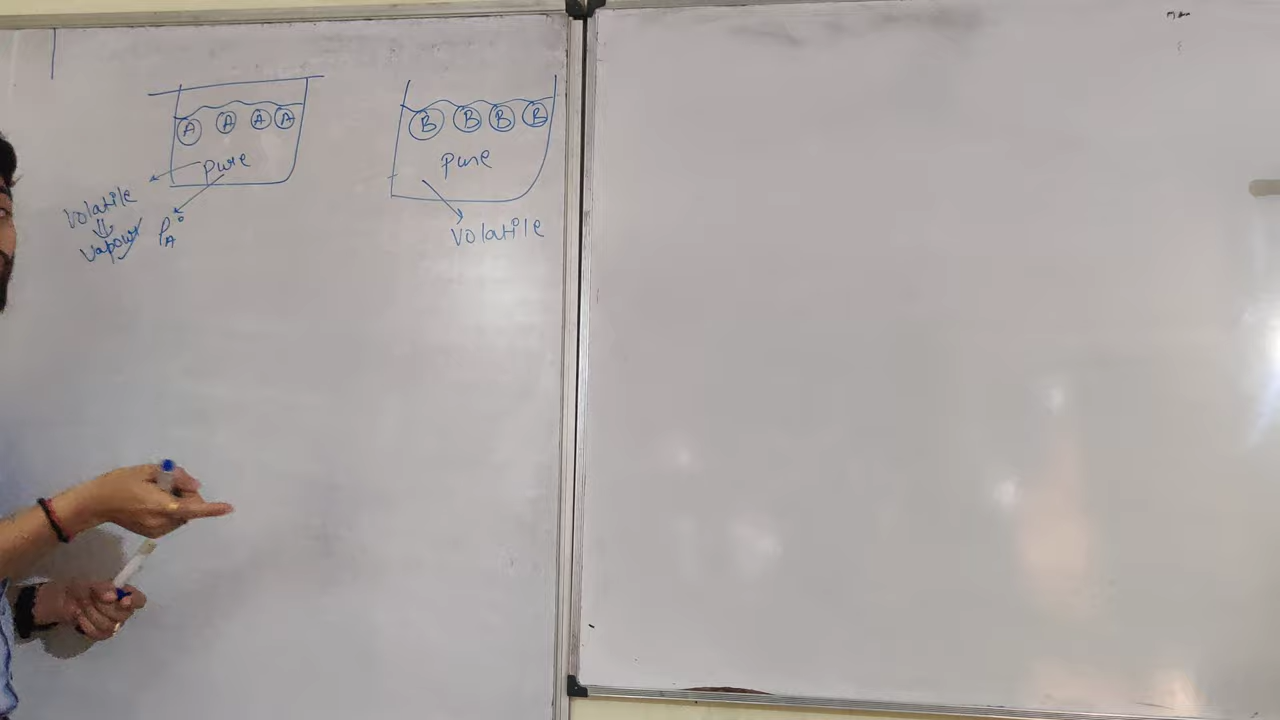 A A A A
pure
Volatile
⇓
Vapour
P°A
B B B B
pure
Volatile